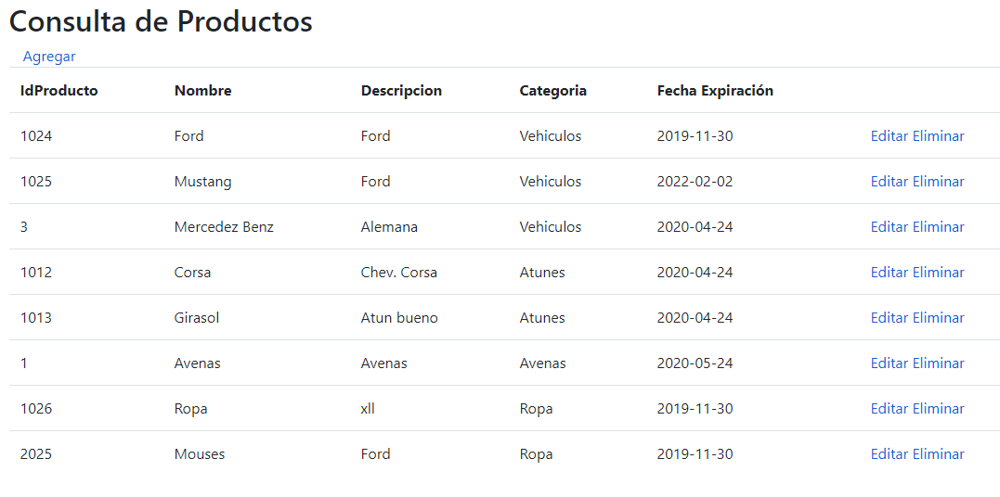 Consulta de Productos
Agregar
IdProducto Nombre Descripcion Categoria Fecha Expiración
1024 Ford Ford Vehiculos 2019-11-30 Editar Eliminar
1025 Mustang Ford Vehiculos 2022-02-02 Editar Eliminar
3 Mercedez Benz Alemana Vehiculos 2020-04-24 Editar Eliminar
1012 Corsa Chev. Corsa Atunes 2020-04-24 Editar Eliminar
1013 Girasol Atun bueno Atunes 2020-04-24 Editar Eliminar
1 Avenas Avenas Avenas 2020-05-24 Editar Eliminar
1026 Ropa xll Ropa 2019-11-30 Editar Eliminar
2025 Mouses Ford Ropa 2019-11-30 Editar Eliminar